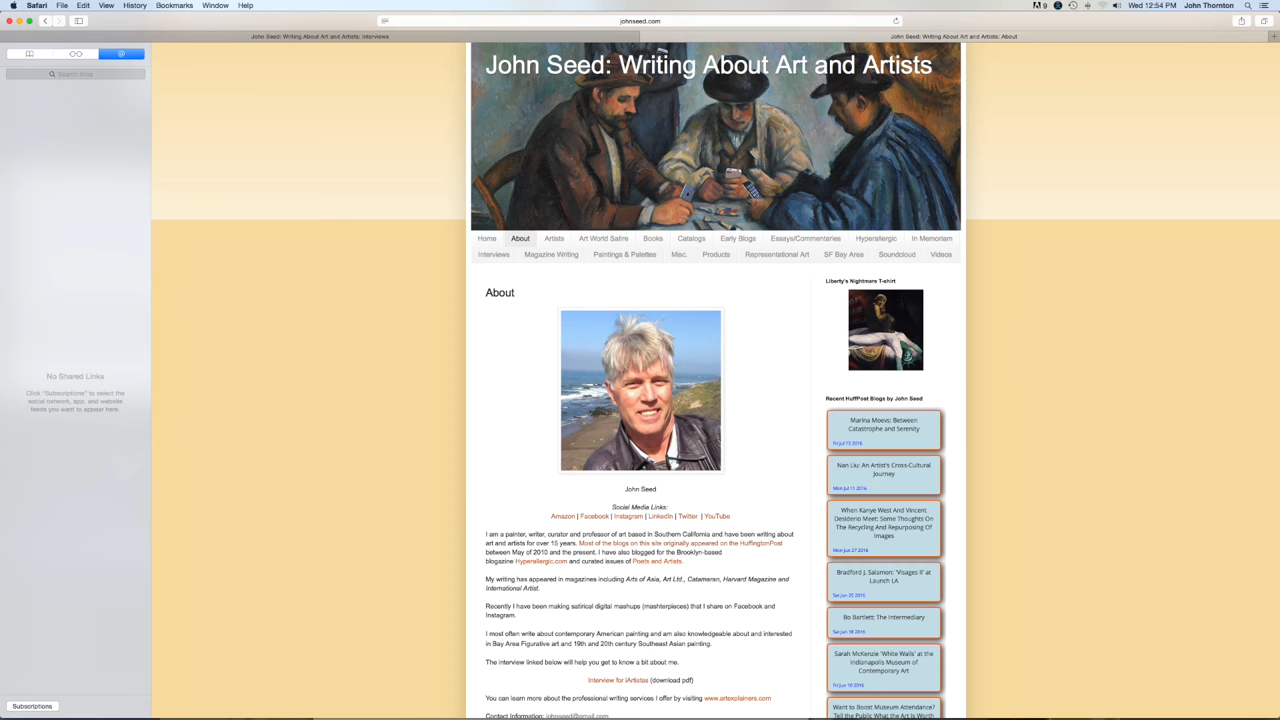 Safari File Edit View History Bookmarks Window Help
9 Wed 12:54 PM John Thornton
johnseed.com
John Seed: Writing About Art and Artists: Interviews
John Seed: Writing About Art and Artists: About
Search links
No Shared Links
Click "Subscriptions" to select the
social network, app, and website
feeds you want to appear here.
Subscriptions
John Seed: Writing About Art and Artists
Home About Artists Art World Satire Books Catalogs Early Blogs Essays/Commentaries Hyperallergic In Memoriam
Interviews Magazine Writing Paintings & Palettes Misc. Products Representational Art SF Bay Area Soundcloud Videos
About
John Seed
Social Media Links:
Amazon | Facebook | Instagram | LinkedIn | Twitter | YouTube
I am a painter, writer, curator and professor of art based in Southern California and have been writing about
art and artists for over 15 years. Most of the blogs on this site originally appeared on the HuffingtonPost
between May of 2010 and the present. I have also blogged for the Brooklyn-based
blogazine Hyperallergic.com and curated issues of Poets and Artists.
My writing has appeared in magazines including Arts of Asia, Art Ltd., Catamaran, Harvard Magazine and
International Artist.
Recently I have been making satirical digital mashups (mashterpieces) that I share on Facebook and
Instagram.
I most often write about contemporary American painting and am also knowledgeable about and interested
in Bay Area Figurative art and 19th and 20th century Southeast Asian painting.
The interview linked below will help you get to know a bit about me.
Interview for iArtistas (download pdf)
You can learn more about the professional writing services I offer by visiting www.artexplainers.com
Contact Information: johnseed@gmail.com
Liberty's Nightmare T-shirt
Recent HuffPost Blogs by John Seed
Marina Moevs: Between
Catastrophe and Serenity
Fri Jul 15 2016
Nan Liu: An Artist's Cross-Cultural
Journey
Mon Jul 11 2016
When Kanye West And Vincent
Desiderio Meet: Some Thoughts On
The Recycling And Repurposing Of
Images
Mon Jun 27 2016
Bradford J. Salamon: 'Visages II' at
Launch LA
Sat Jun 25 2016
Bo Bartlett: The Intermediary
Sat Jun 18 2016
Sarah McKenzie 'White Walls' at the
Indianapolis Museum of
Contemporary Art
Fri Jun 10 2016
Want to Boost Museum Attendance?
Tell the Public What the Art Is Worth